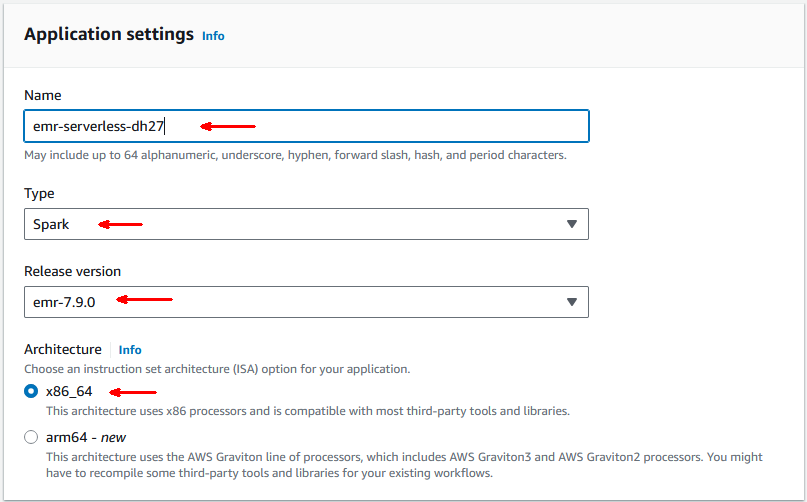 Application settings Info
Name
emr-serverless-dh27
May include up to 64 alphanumeric, underscore, hyphen, forward slash, hash, and period characters.
Type
Spark
Release version
emr-7.9.0
Architecture Info
Choose an instruction set architecture (ISA) option for your application.
x86_64
This architecture uses x86 processors and is compatible with most third-party tools and libraries.
arm64 - new
This architecture uses the AWS Graviton line of processors, which includes AWS Graviton3 and AWS Graviton2 processors. You might
have to recompile some third-party tools and libraries for your existing workflows.